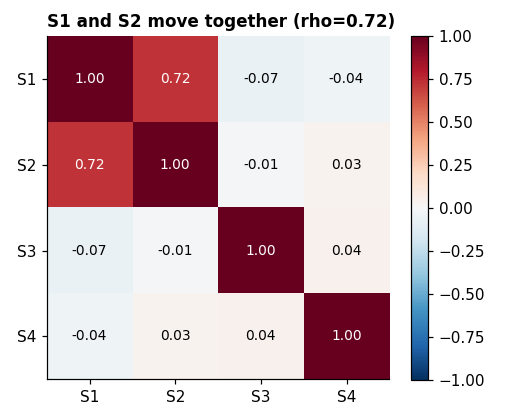 S1 and S2 move together (rho=0.72)
S1 1.00 0.72 -0.07 -0.04
S2 0.72 1.00 -0.01 0.03
S3 -0.07 -0.01 1.00 0.04
S4 -0.04 0.03 0.04 1.00
S1 S2 S3 S4
1.00
0.75
0.50
0.25
0.00
−0.25
−0.50
−0.75
−1.00